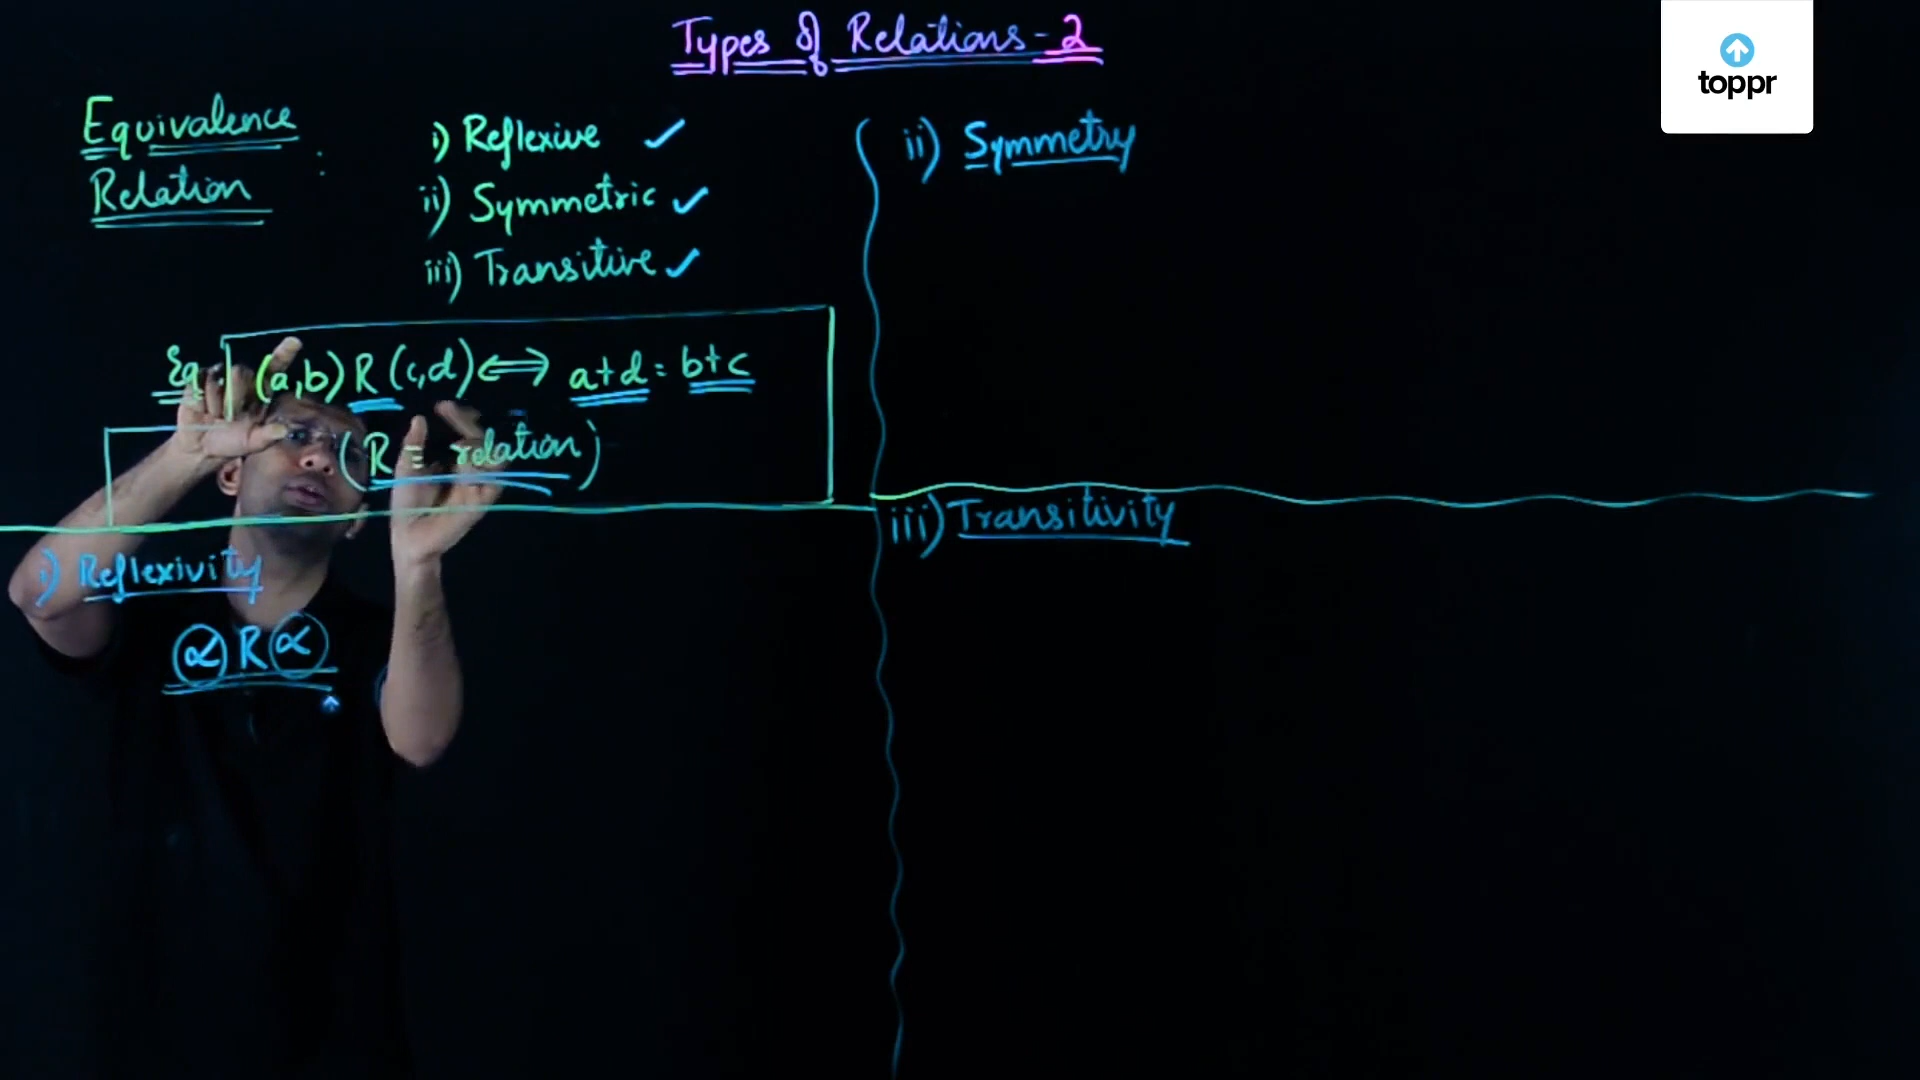 Types of Relations - 2
toppr
Equivalence Relation :
i) Reflexive ✓
ii) Symmetric ✓
iii) Transitive ✓
Eg. (a,b) R (c,d) ⟺ a+d = b+c
(R ≡ relation)
i) Reflexivity
α R α
ii) Symmetry
iii) Transitivity